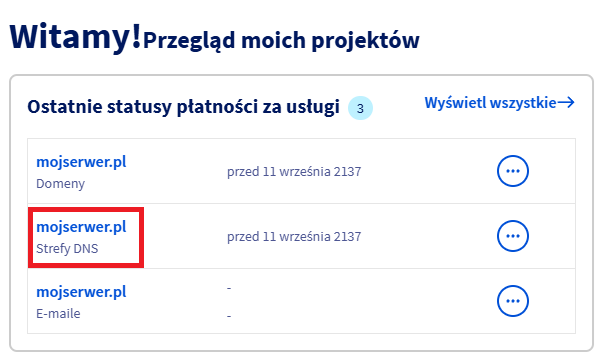 Witamy! Przegląd moich projektów
Ostatnie statusy płatności za usługi 3 Wyświetl wszystkie→
mojserwer.pl
Domeny
przed 11 września 2137
mojserwer.pl
Strefy DNS
przed 11 września 2137
mojserwer.pl
E-maile
-
-